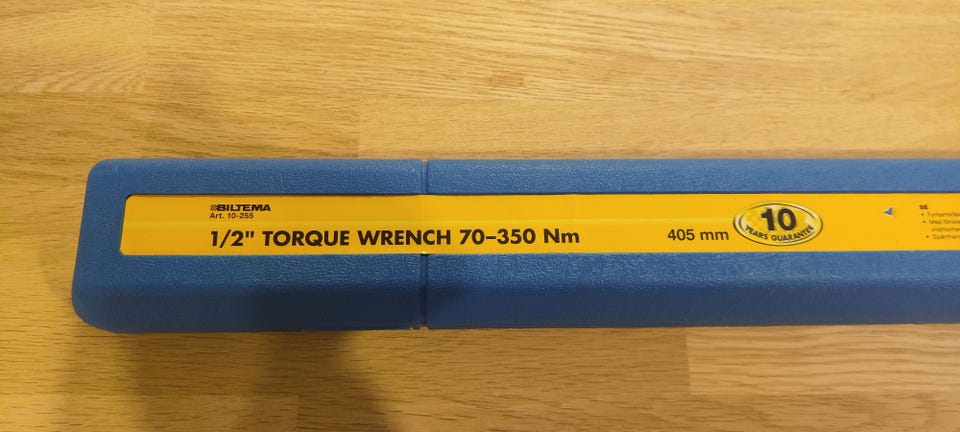 BILTEMA
Art. 10-255
1/2" TORQUE WRENCH 70–350 Nm
405 mm
10
YEARS GUARANTEE
SE